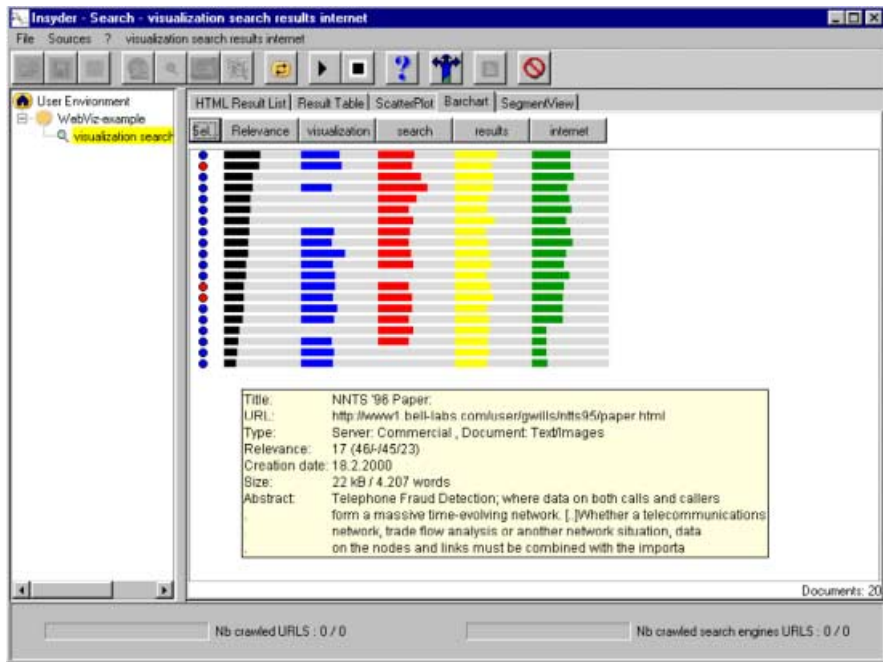 Insyder - Search - visualization search results internet
File Sources ? visualization search results internet
User Environment
WebViz-example
visualization search
HTML Result List Result Table ScatterPlot Barchart SegmentView
Sel. Relevance visualization search results internet
Title: NNTS '96 Paper:
URL: http://www1.bell-labs.com/user/gwills/ntts95/paper.html
Type: Server: Commercial , Document: Text/Images
Relevance: 17 (46/-/45/23)
Creation date: 18.2.2000
Size: 22 kB / 4.207 words
Abstract: Telephone Fraud Detection; where data on both calls and callers
. form a massive time-evolving network. [..]Whether a telecommunications
network, trade flow analysis or another network situation, data
. on the nodes and links must be combined with the importa
Documents: 20
Nb crawled URLS : 0 / 0
Nb crawled search engines URLS : 0 / 0